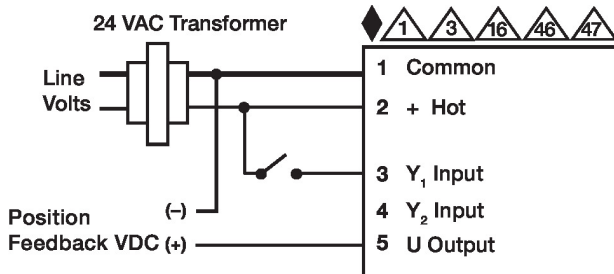 24 VAC Transformer
1 3 16 46 47
Line
Volts
1 Common
2 + Hot
3 Y1 Input
4 Y2 Input
5 U Output
Position (–)
Feedback VDC (+)